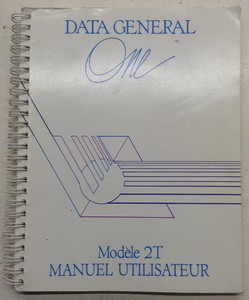 DATA GENERAL
One
Modèle 2T
MANUEL UTILISATEUR